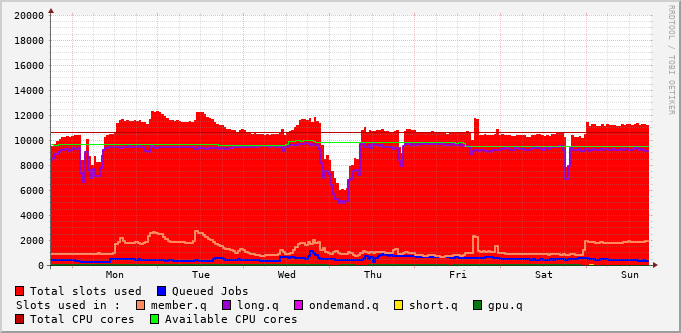 RRDTOOL / TOBI OETIKER
20000
18000
16000
14000
12000
10000
8000
6000
4000
2000
0
Mon Tue Wed Thu Fri Sat Sun
Total slots used Queued Jobs
Slots used in : member.q long.q ondemand.q short.q gpu.q
Total CPU cores Available CPU cores